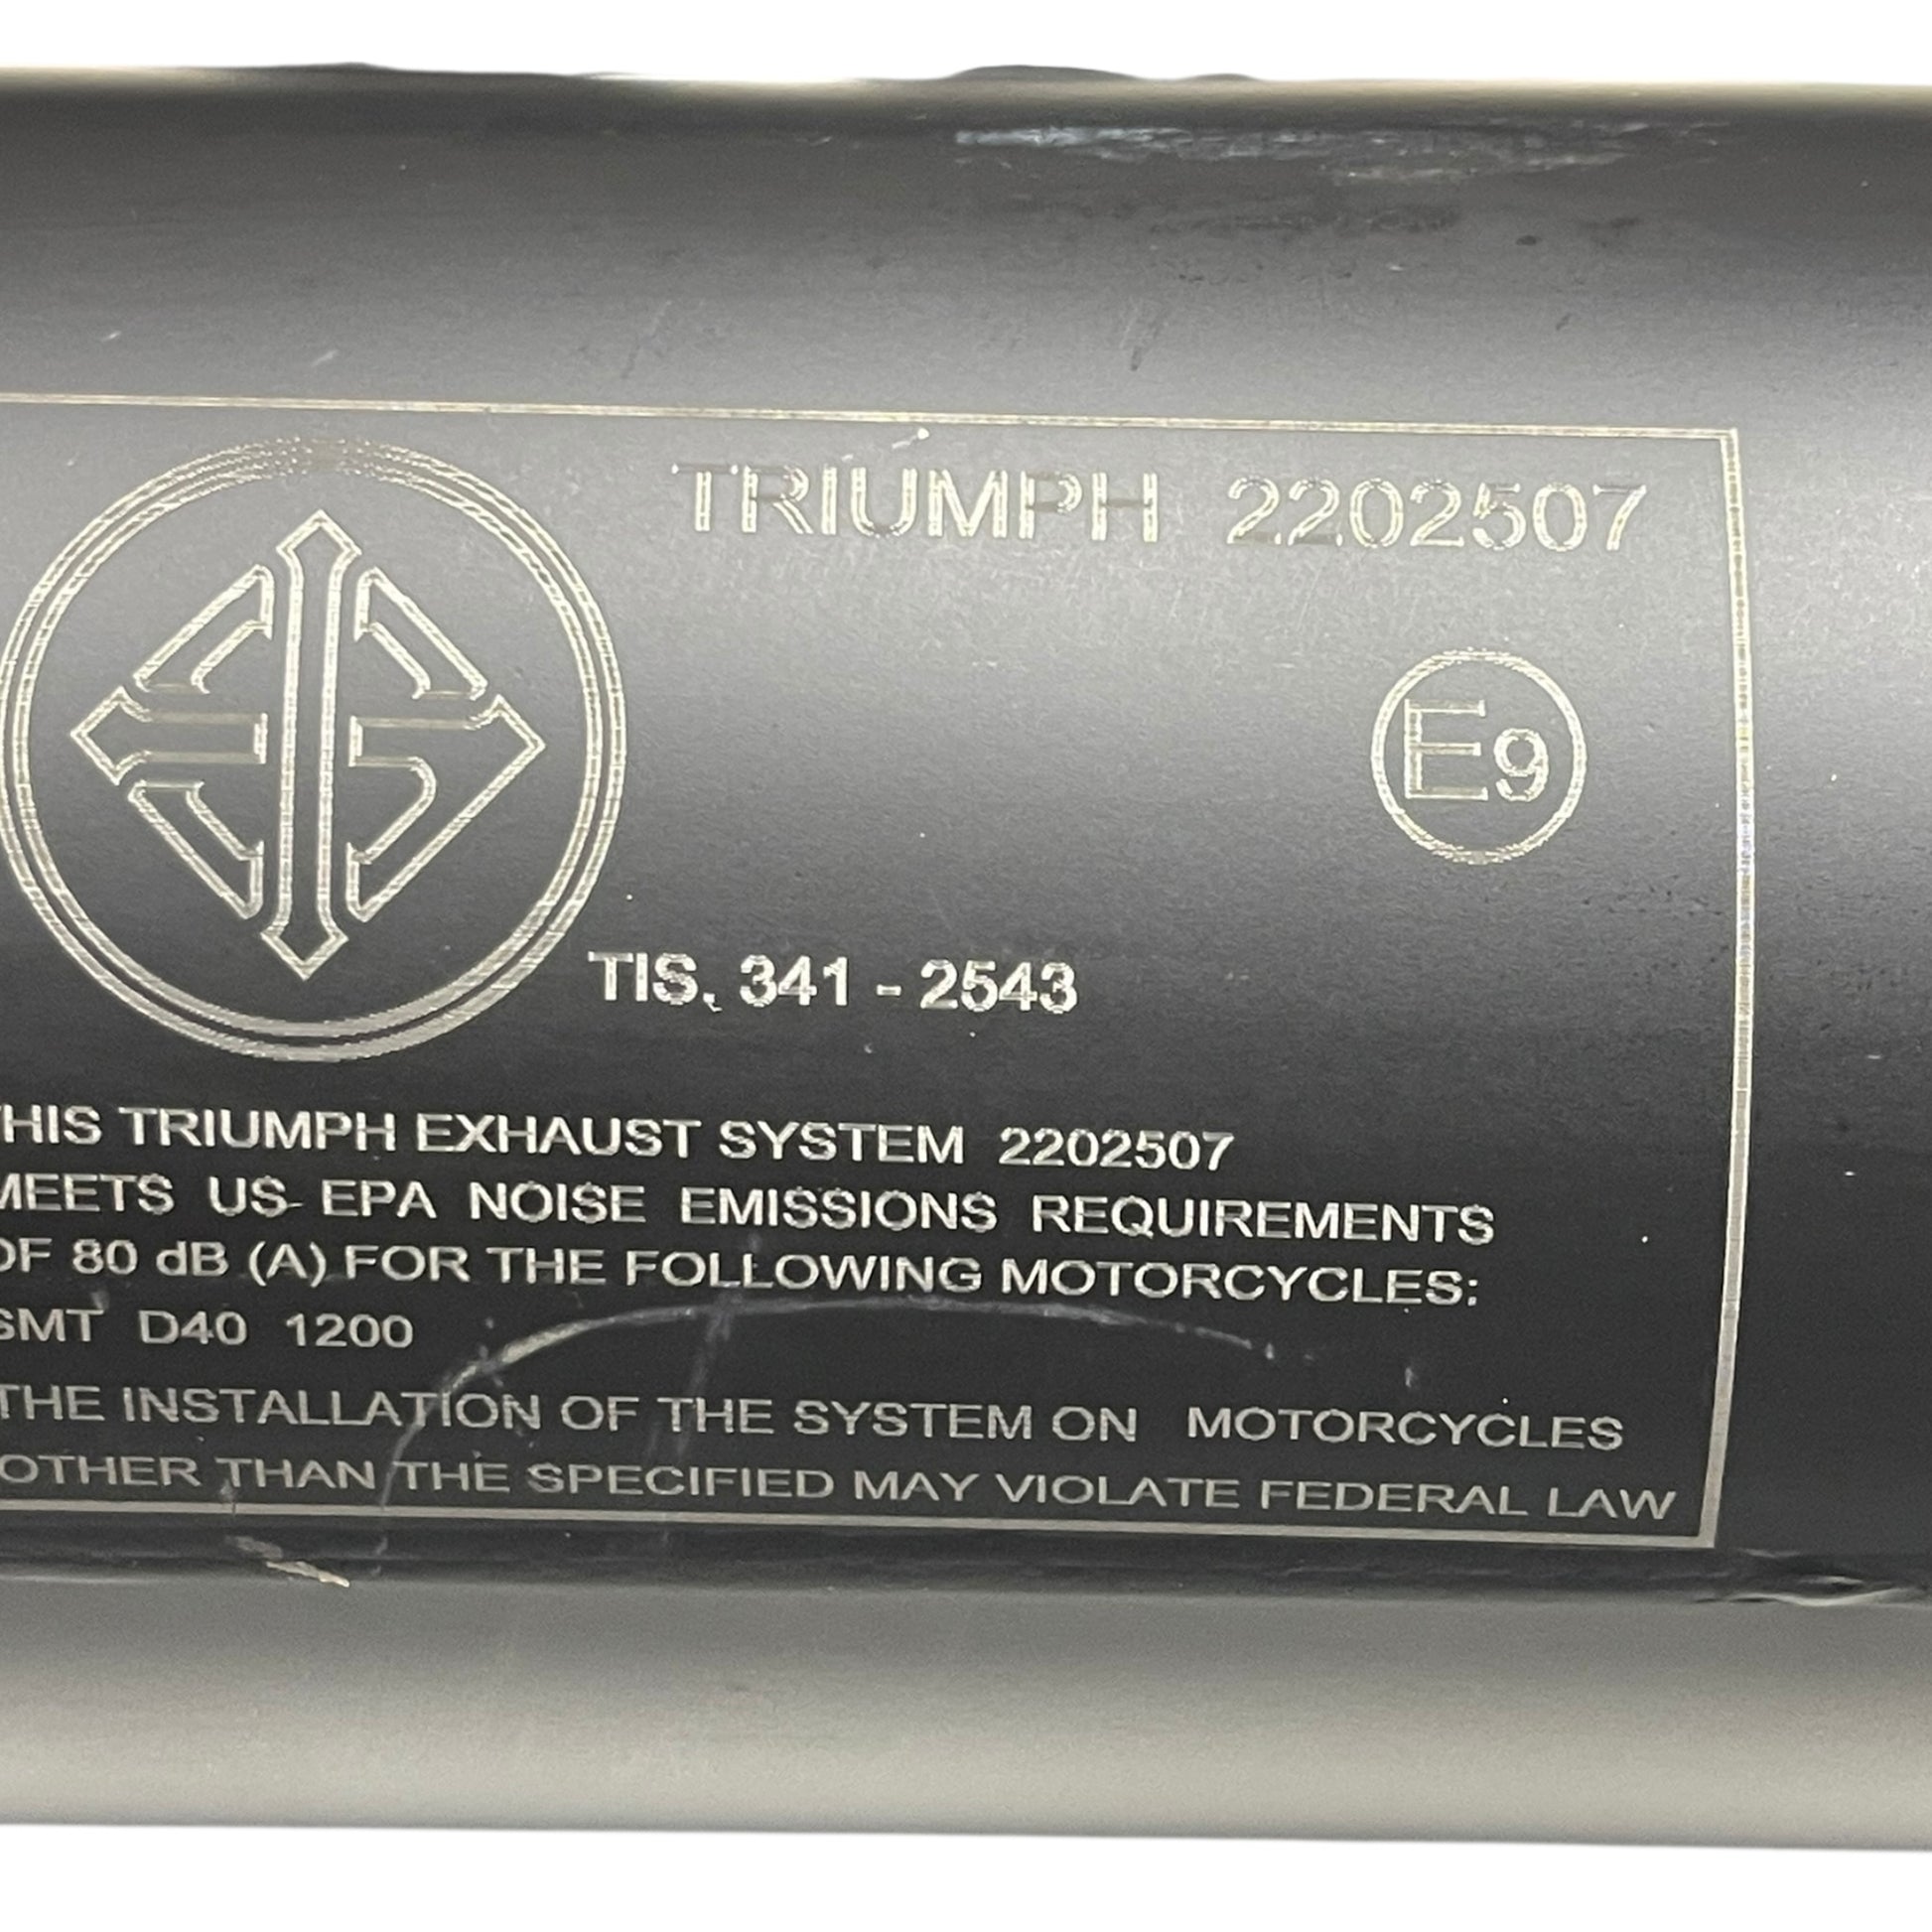 TRIUMPH 2202507
E9
TIS. 341 - 2543
THIS TRIUMPH EXHAUST SYSTEM 2202507
MEETS US EPA NOISE EMISSIONS REQUIREMENTS
OF 80 dB (A) FOR THE FOLLOWING MOTORCYCLES:
SMT D40 1200
THE INSTALLATION OF THE SYSTEM ON MOTORCYCLES
OTHER THAN THE SPECIFIED MAY VIOLATE FEDERAL LAW